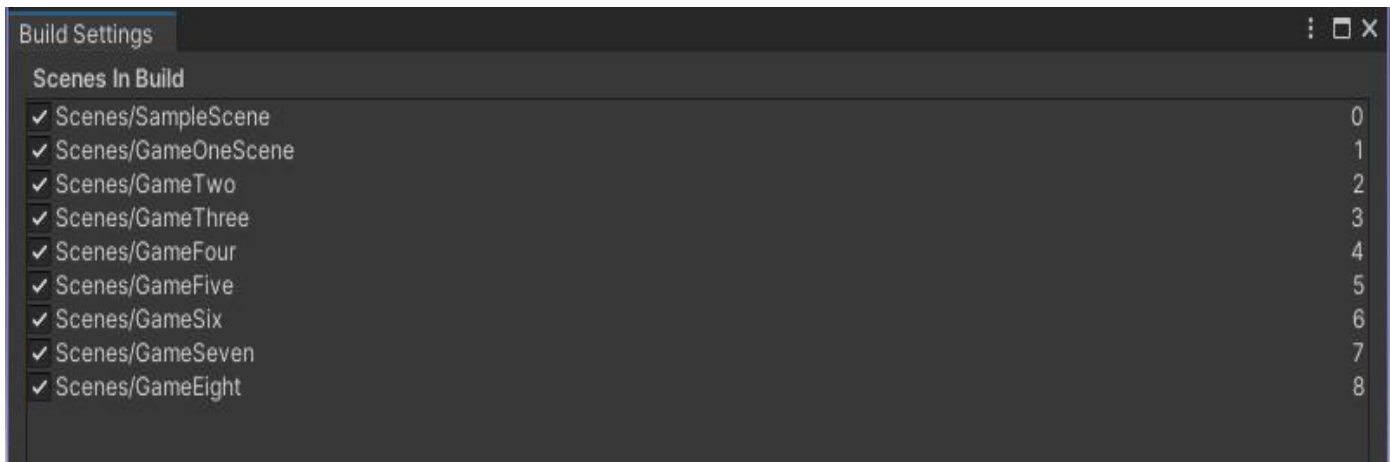 Build Settings
Scenes In Build
Scenes/SampleScene 0
Scenes/GameOneScene 1
Scenes/GameTwo 2
Scenes/GameThree 3
Scenes/GameFour 4
Scenes/GameFive 5
Scenes/GameSix 6
Scenes/GameSeven 7
Scenes/GameEight 8